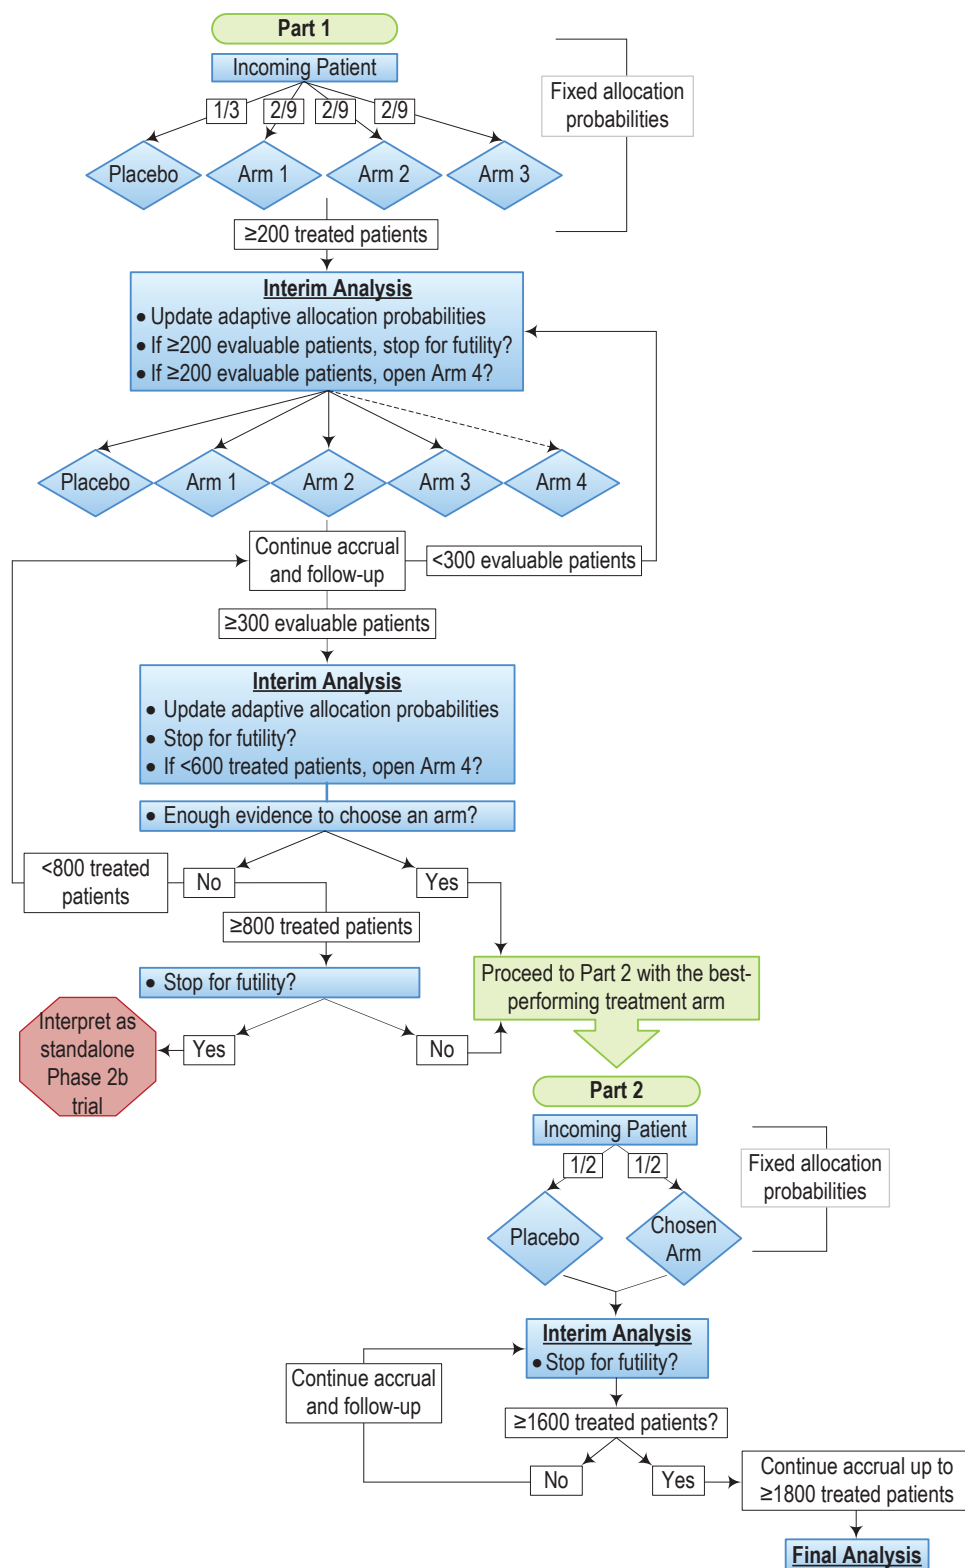 Part 1
Incoming Patient
Fixed allocation
probabilities
1/3
2/9
2/9
2/9
Placebo
Arm 1
Arm 2
Arm 3
≥200 treated patients
Interim Analysis
• Update adaptive allocation probabilities
• If ≥200 evaluable patients, stop for futility?
• If ≥200 evaluable patients, open Arm 4?
Placebo
Arm 1
Arm 2
Arm 3
Arm 4
Continue accrual
and follow-up
<300 evaluable patients
≥300 evaluable patients
Interim Analysis
• Update adaptive allocation probabilities
• Stop for futility?
• If <600 treated patients, open Arm 4?
• Enough evidence to choose an arm?
<800 treated
patients
No
Yes
≥800 treated patients
• Stop for futility?
Proceed to Part 2 with the best-
performing treatment arm
Interpret as
standalone
Phase 2b
trial
Yes
No
Part 2
Incoming Patient
1/2
1/2
Fixed allocation
probabilities
Placebo
Chosen
Arm
Interim Analysis
• Stop for futility?
Continue accrual
and follow-up
≥1600 treated patients?
No
Yes
Continue accrual up to
≥1800 treated patients
Final Analysis